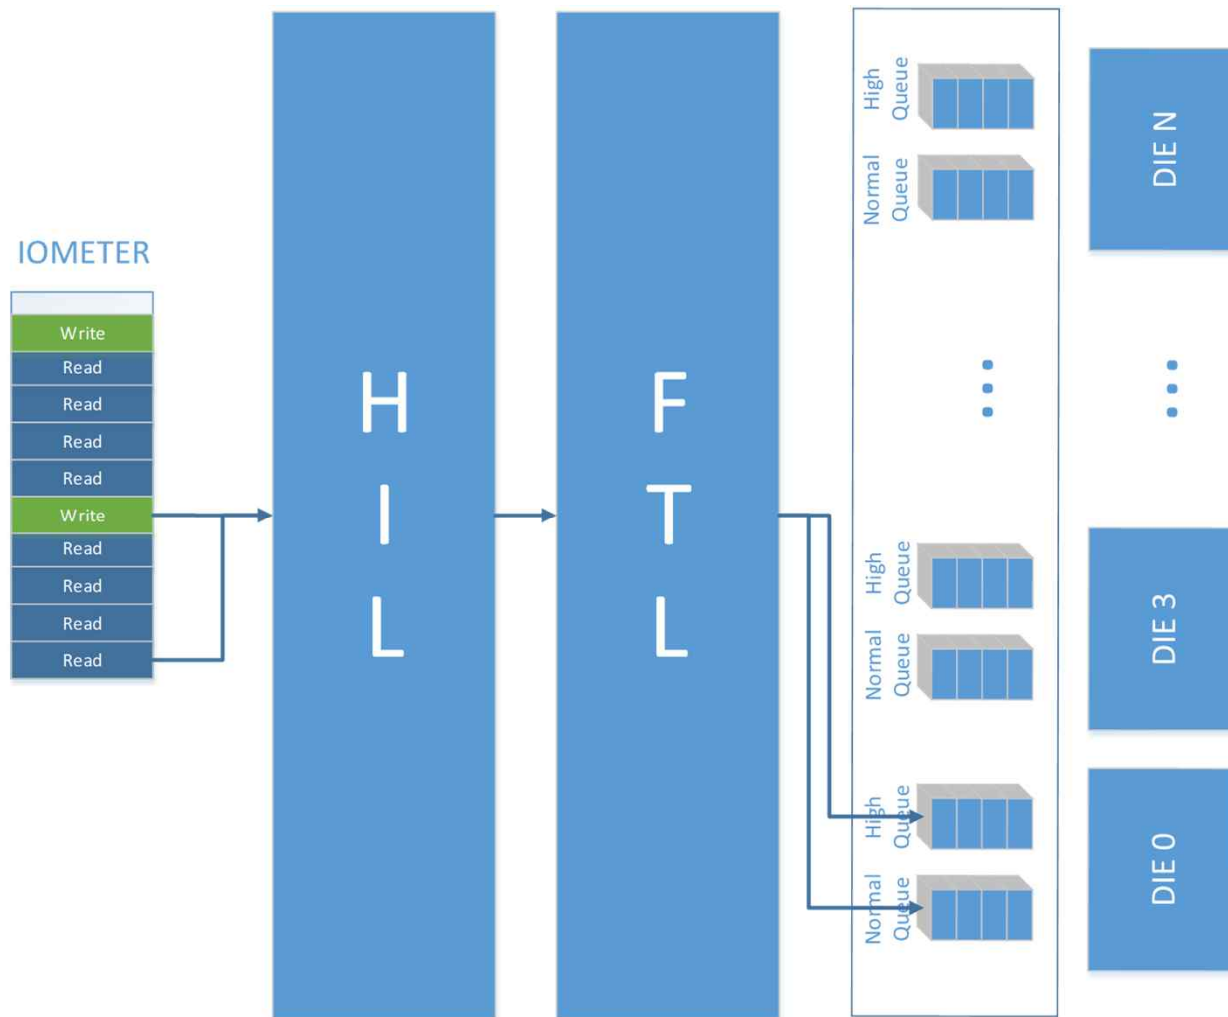 IOMETER
Write
Read
Read
Read
Read
Write
Read
Read
Read
Read
H
I
L
F
T
L
High
Queue
Normal
Queue
DIE N
High
Queue
Normal
Queue
DIE 3
High
Queue
Normal
Queue
DIE 0